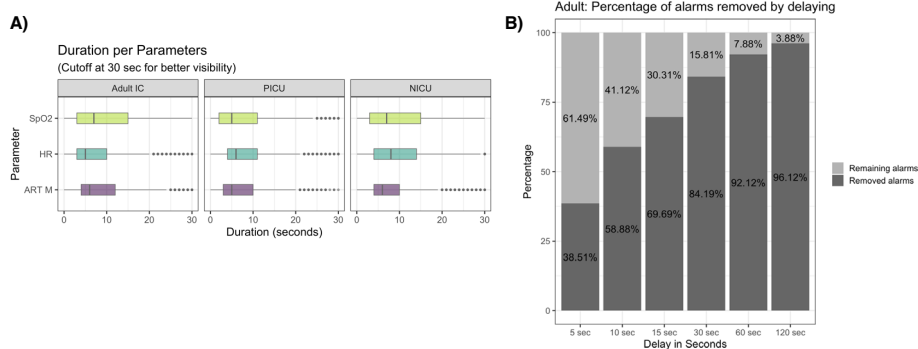 A)
Duration per Parameters
(Cutoff at 30 sec for better visibility)
Adult IC PICU NICU
Parameter
SpO2
HR
ART M
0 10 20 30 0 10 20 30 0 10 20 30
Duration (seconds)
B)
Adult: Percentage of alarms removed by delaying
Percentage
100
75
50
25
0
61.49% 41.12% 30.31% 15.81% 7.88% 3.88%
38.51% 58.88% 69.69% 84.19% 92.12% 96.12%
5 sec 10 sec 15 sec 30 sec 60 sec 120 sec
Delay in Seconds
Remaining alarms
Removed alarms